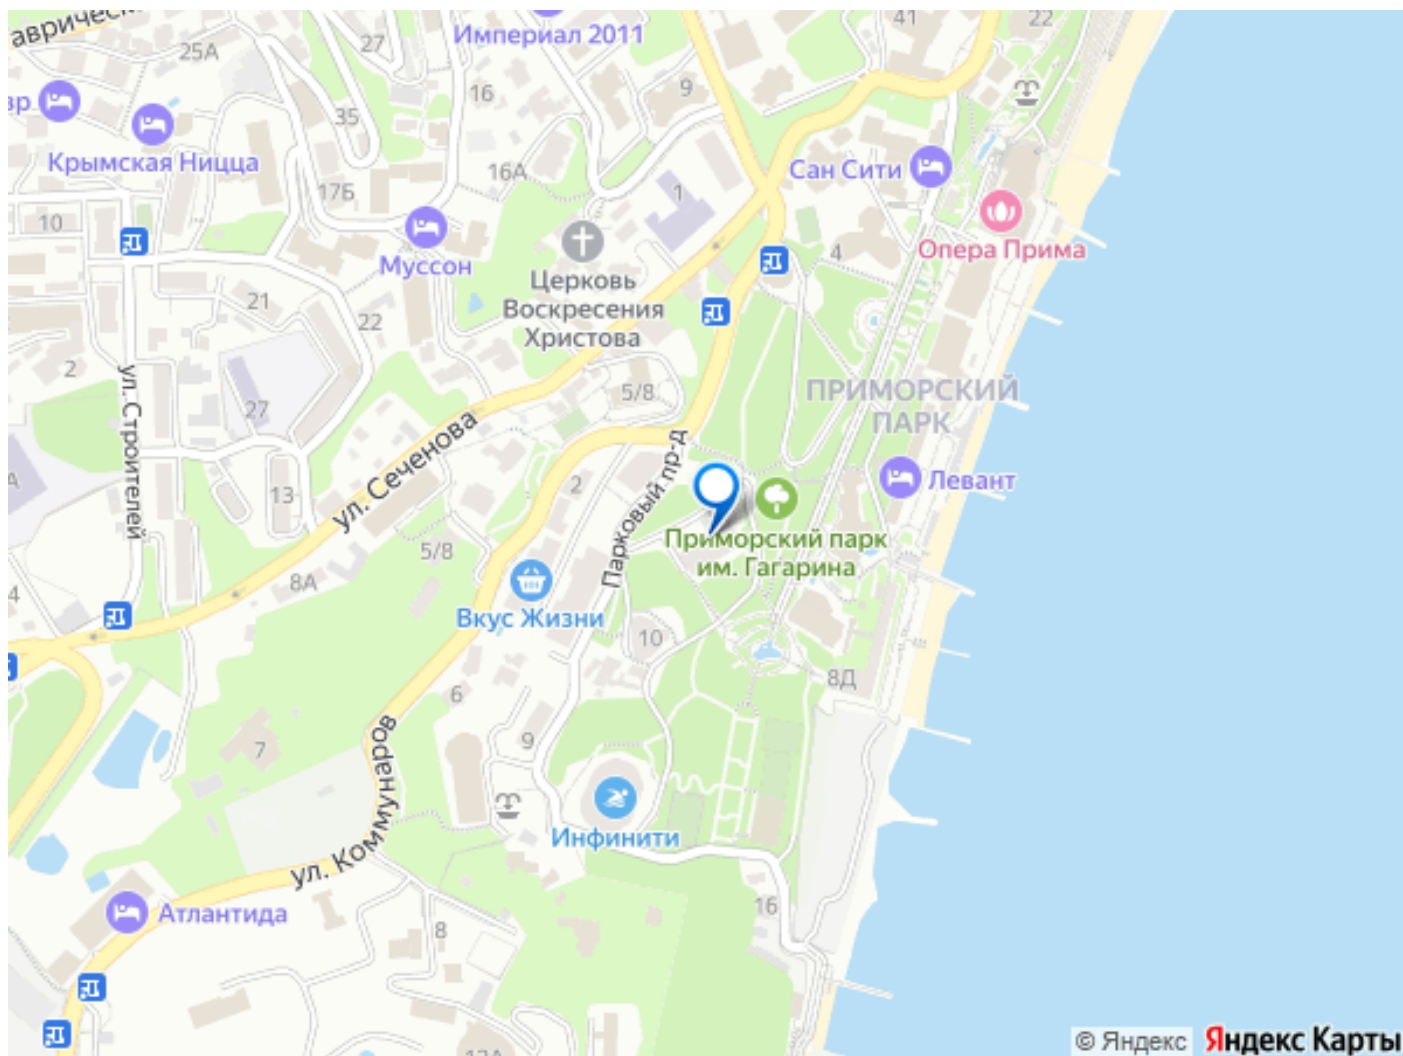 аврическ
25А
27
Империал 2011
41
22
вр
35
16
9
Крымская Ницца
17Б
16А
1
Сан Сити
10
Муссон
Церковь
Воскресения
Христова
4
Опера Прима
21
22
2
ул. Строителей
27
5/8
ПРИМОРСКИЙ
ПАРК
ул. Сеченова
13
2
Парковый пр-д
Левант
Приморский парк
им. Гагарина
5/8
8А
4
Вкус Жизни
10
8Д
6
7
9
ул. Коммунаров
Инфинити
Атлантида
8
16
12А
© Яндекс
Яндекс Карты